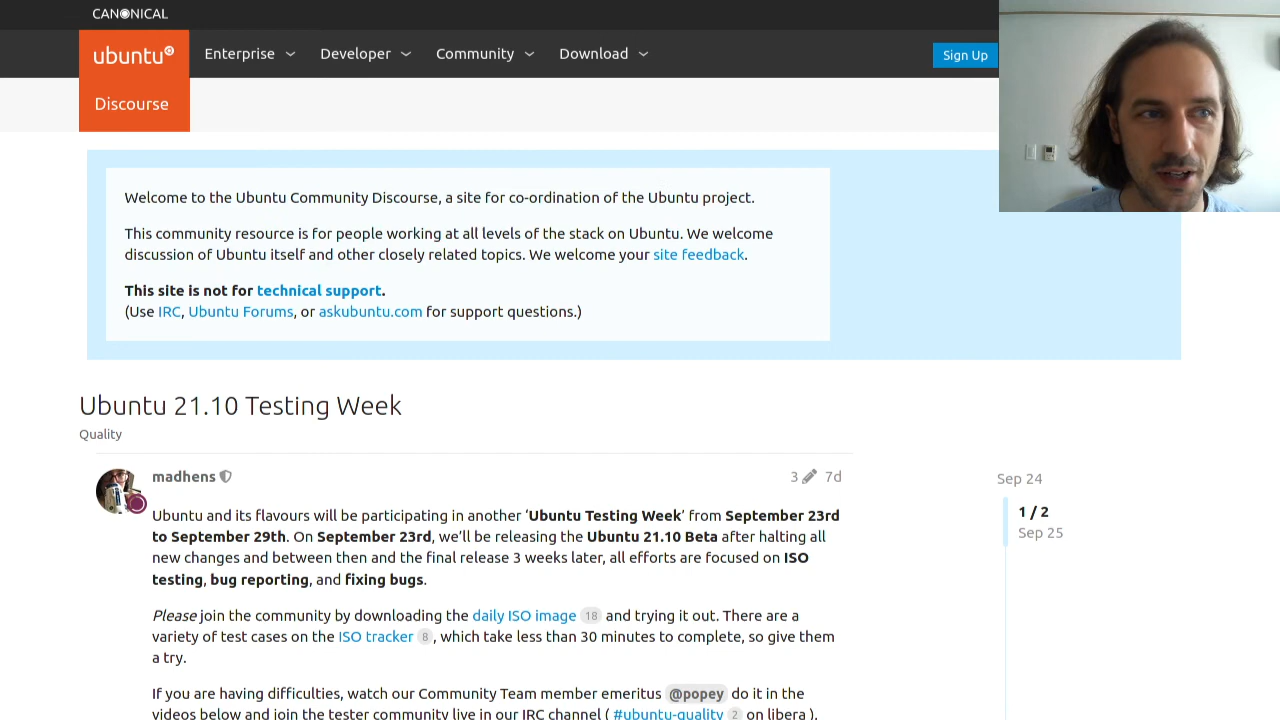 CANONICAL
ubuntu
Enterprise
Developer
Community
Download
Sign Up
Discourse
Welcome to the Ubuntu Community Discourse, a site for co-ordination of the Ubuntu project.
This community resource is for people working at all levels of the stack on Ubuntu. We welcome
discussion of Ubuntu itself and other closely related topics. We welcome your site feedback.
This site is not for technical support.
(Use IRC, Ubuntu Forums, or askubuntu.com for support questions.)
Ubuntu 21.10 Testing Week
Quality
madhens
3
7d
Ubuntu and its flavours will be participating in another ‘Ubuntu Testing Week’ from September 23rd
to September 29th. On September 23rd, we’ll be releasing the Ubuntu 21.10 Beta after halting all
new changes and between then and the final release 3 weeks later, all efforts are focused on ISO
testing, bug reporting, and fixing bugs.
Please join the community by downloading the daily ISO image 18 and trying it out. There are a
variety of test cases on the ISO tracker 8, which take less than 30 minutes to complete, so give them
a try.
If you are having difficulties, watch our Community Team member emeritus @popey do it in the
videos below and join the tester community live in our IRC channel ( #ubuntu-quality 2 on libera ).
Sep 24
1 / 2
Sep 25